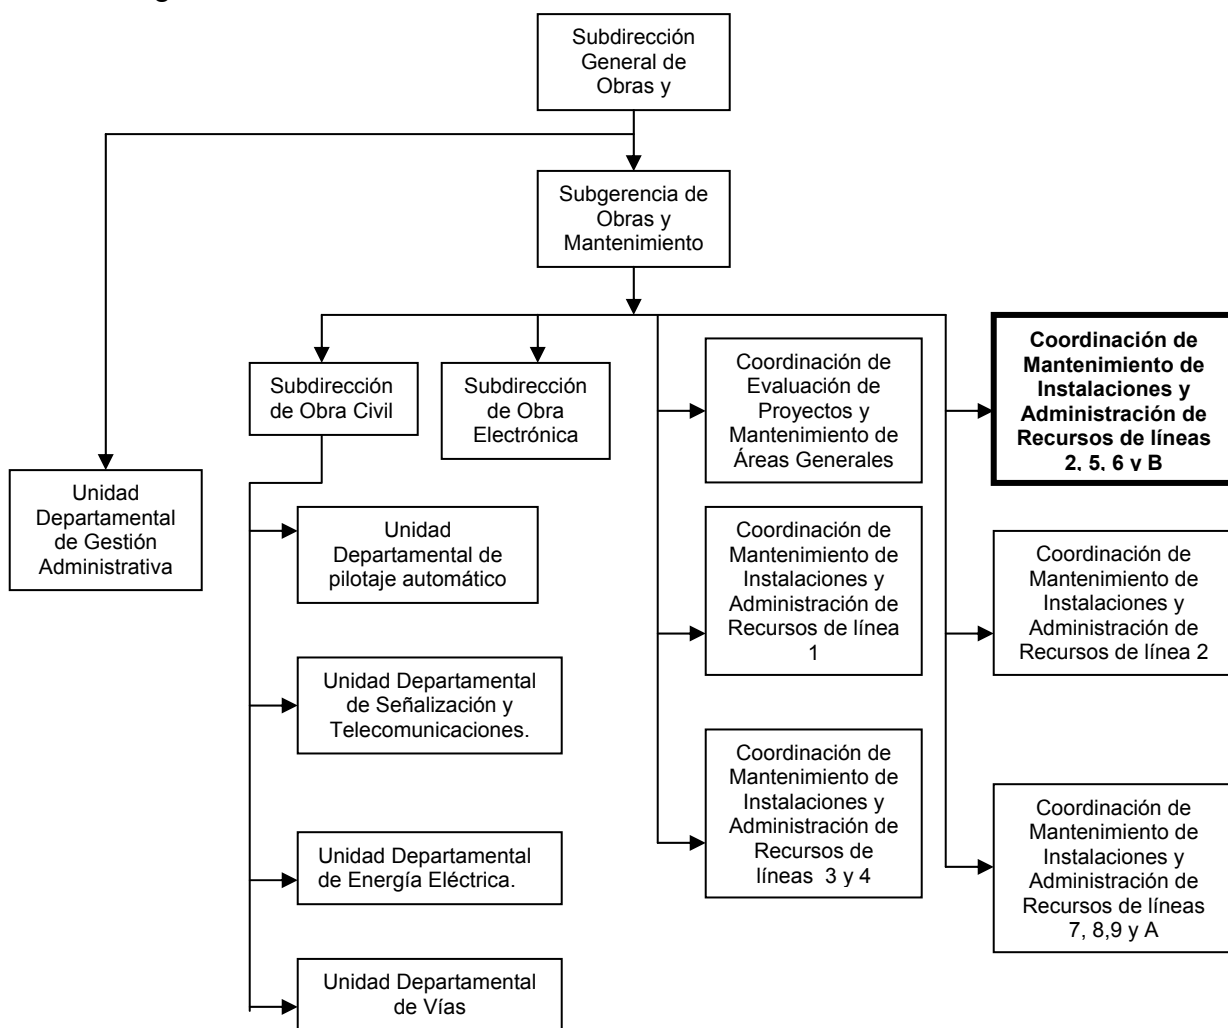 Subdirección
General de
Obras y
Subgerencia de
Obras y
Mantenimiento
Subdirección
de Obra Civil
Subdirección
de Obra
Electrónica
Coordinación de
Evaluación de
Proyectos y
Mantenimiento de
Áreas Generales
Coordinación de
Mantenimiento de
Instalaciones y
Administración de
Recursos de líneas
2, 5, 6 y B
Unidad
Departamental
de Gestión
Administrativa
Unidad
Departamental de
pilotaje automático
Coordinación de
Mantenimiento de
Instalaciones y
Administración de
Recursos de línea
1
Coordinación de
Mantenimiento de
Instalaciones y
Administración de
Recursos de línea 2
Unidad Departamental
de Señalización y
Telecomunicaciones.
Coordinación de
Mantenimiento de
Instalaciones y
Administración de
Recursos de
líneas 3 y 4
Coordinación de
Mantenimiento de
Instalaciones y
Administración de
Recursos de líneas
7, 8,9 y A
Unidad Departamental
de Energía Eléctrica.
Unidad Departamental
de Vías